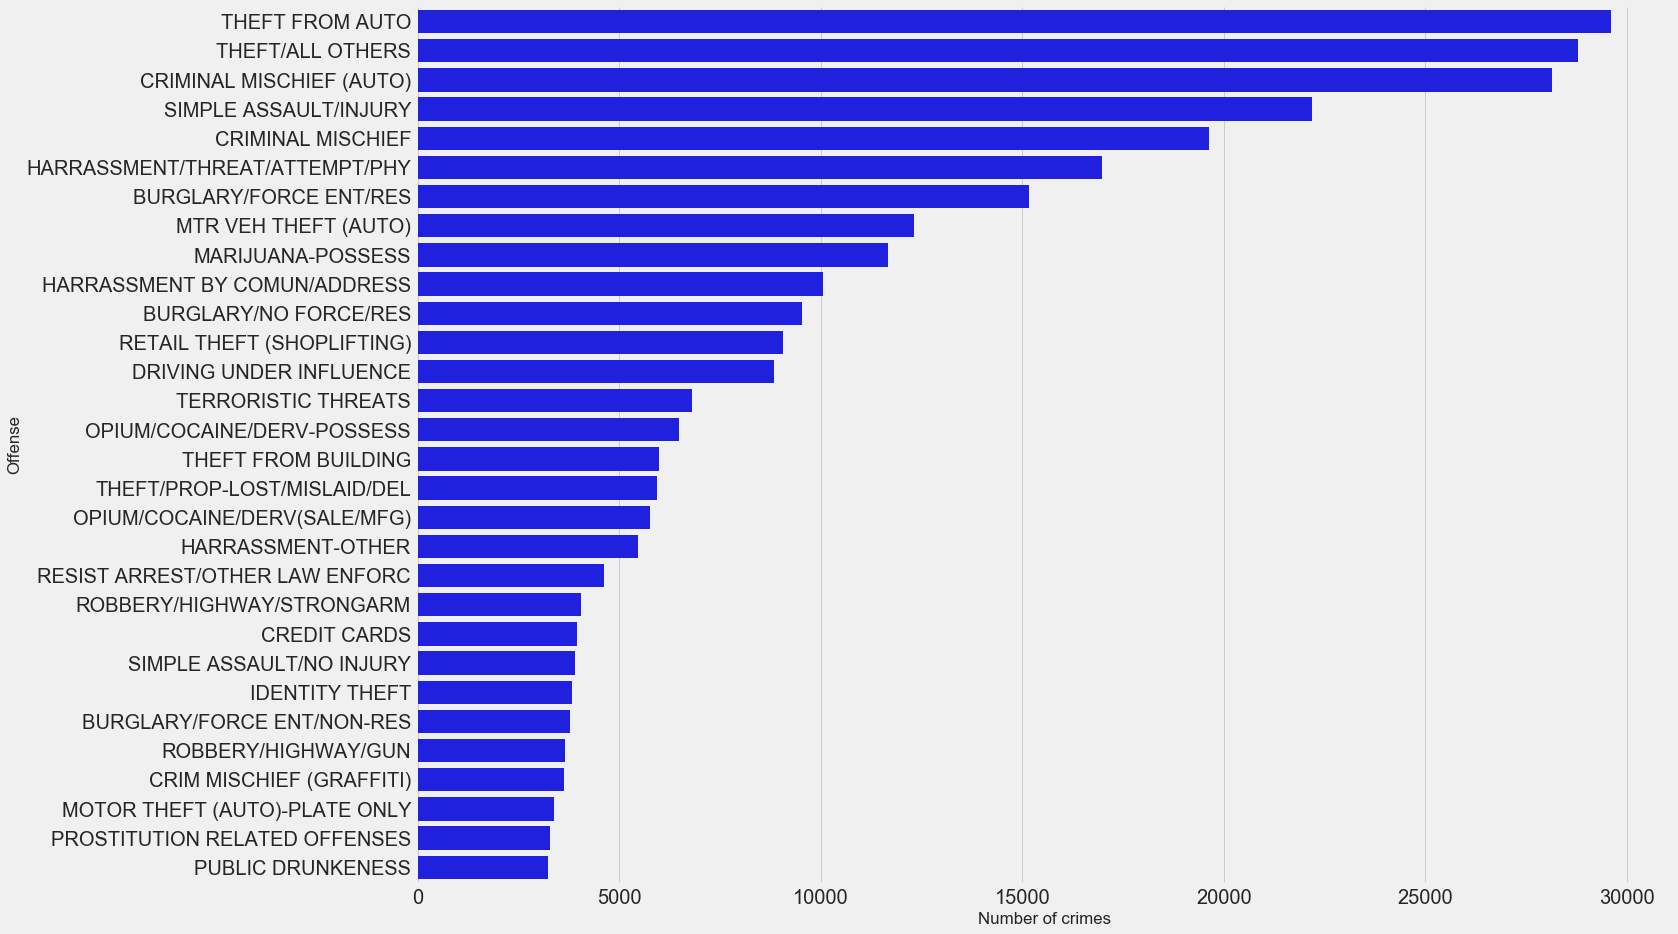 THEFT FROM AUTO
THEFT/ALL OTHERS
CRIMINAL MISCHIEF (AUTO)
SIMPLE ASSAULT/INJURY
CRIMINAL MISCHIEF
HARRASSMENT/THREAT/ATTEMPT/PHY
BURGLARY/FORCE ENT/RES
MTR VEH THEFT (AUTO)
MARIJUANA-POSSESS
HARRASSMENT BY COMUN/ADDRESS
BURGLARY/NO FORCE/RES
RETAIL THEFT (SHOPLIFTING)
DRIVING UNDER INFLUENCE
TERRORISTIC THREATS
OPIUM/COCAINE/DERV-POSSESS
THEFT FROM BUILDING
THEFT/PROP-LOST/MISLAID/DEL
OPIUM/COCAINE/DERV(SALE/MFG)
HARRASSMENT-OTHER
RESIST ARREST/OTHER LAW ENFORC
ROBBERY/HIGHWAY/STRONGARM
CREDIT CARDS
SIMPLE ASSAULT/NO INJURY
IDENTITY THEFT
BURGLARY/FORCE ENT/NON-RES
ROBBERY/HIGHWAY/GUN
CRIM MISCHIEF (GRAFFITI)
MOTOR THEFT (AUTO)-PLATE ONLY
PROSTITUTION RELATED OFFENSES
PUBLIC DRUNKENESS
Offense
0 5000 10000 15000 20000 25000 30000
Number of crimes